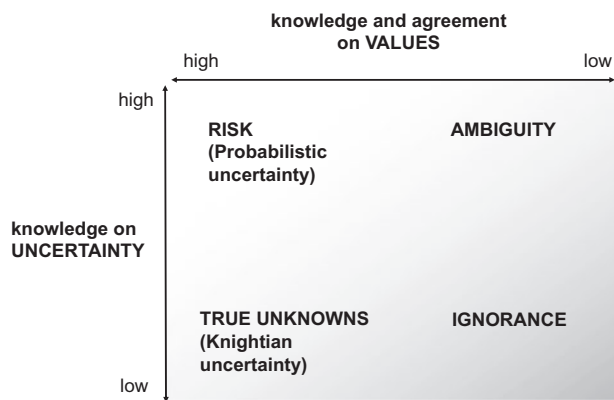 knowledge and agreement
on VALUES
high
low
high
RISK
(Probabilistic
uncertainty)
AMBIGUITY
knowledge on
UNCERTAINTY
TRUE UNKNOWNS
(Knightian
uncertainty)
IGNORANCE
low